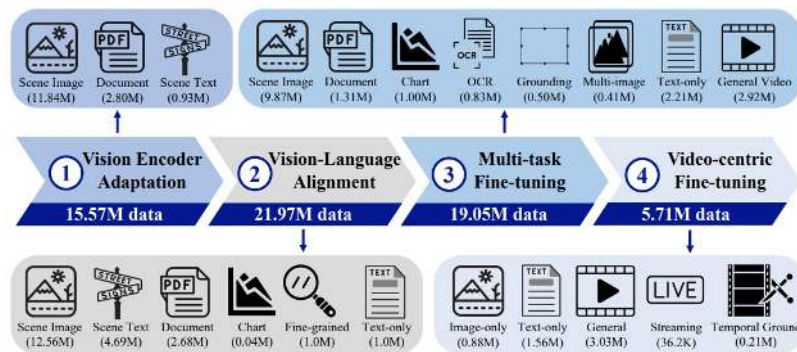 STREET
SIGNS
PDF
TEXT
PDF
OCR
Scene Image Document Scene Text
(11.84M) (2.80M) (0.93M)
Scene Image Document Chart OCR Grounding Multi-image Text-only General Video
(9.87M) (1.31M) (1.00M) (0.83M) (0.50M) (0.41M) (2.21M) (2.92M)
1 Vision Encoder Adaptation
15.57M data
2 Vision-Language Alignment
21.97M data
3 Multi-task Fine-tuning
19.05M data
4 Video-centric Fine-tuning
5.71M data
STREET
SIGNS
PDF
TEXT
TEXT
LIVE
Scene Image Scene Text Document Chart Fine-grained Text-only
(12.56M) (4.69M) (2.68M) (0.04M) (1.0M) (1.0M)
Image-only Text-only General Streaming Temporal Ground
(0.88M) (1.56M) (3.03M) (36.2K) (0.21M)